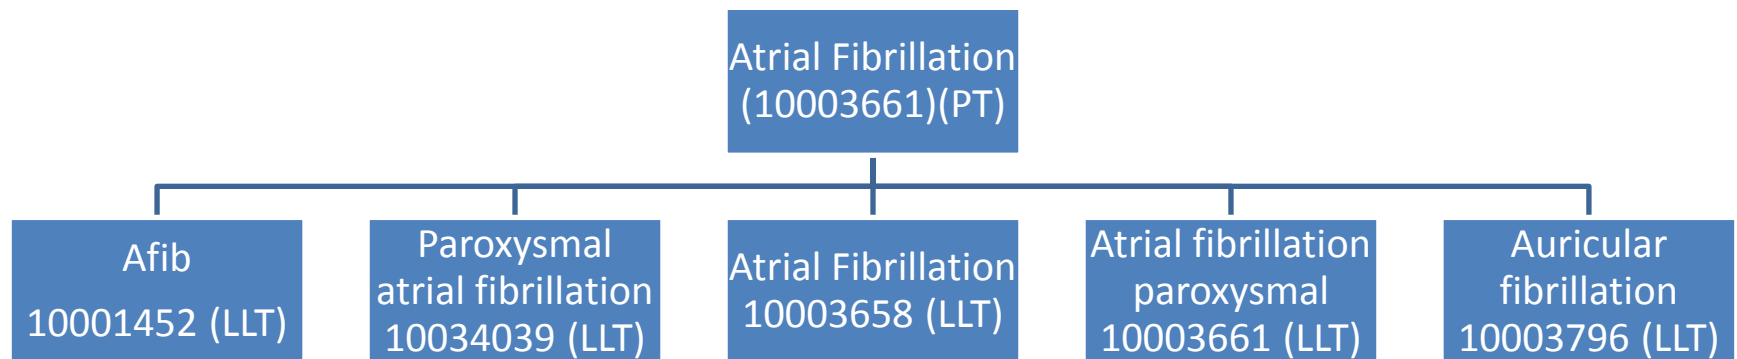 Atrial Fibrillation
(10003661)(PT)
Afib
10001452 (LLT)
Paroxysmal
atrial fibrillation
10034039 (LLT)
Atrial Fibrillation
10003658 (LLT)
Atrial fibrillation
paroxysmal
10003661 (LLT)
Auricular
fibrillation
10003796 (LLT)